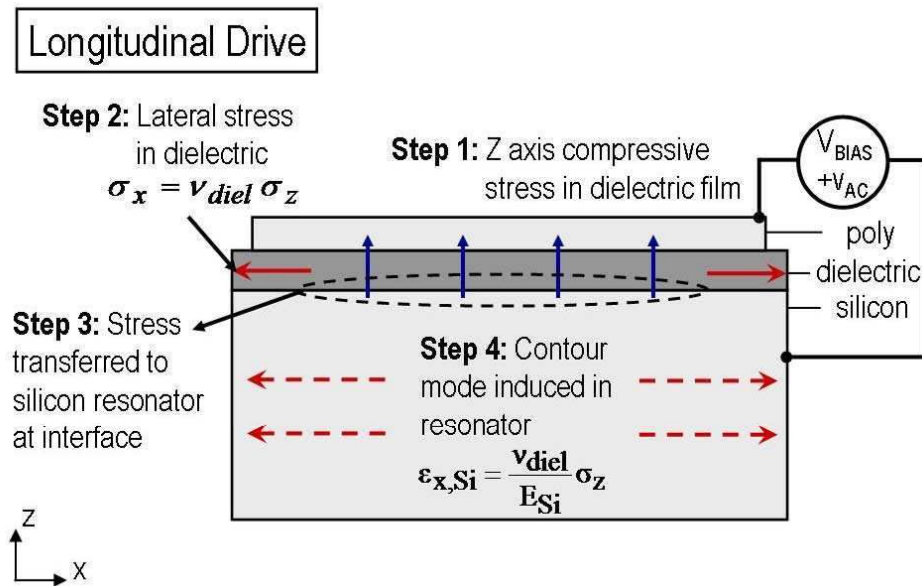 Longitudinal Drive
Step 2: Lateral stress
in dielectric
σx = νdiel σz
Step 1: Z axis compressive
stress in dielectric film
VBIAS
+VAC
poly
dielectric
silicon
Step 3: Stress
transferred to
silicon resonator
at interface
Step 4: Contour
mode induced in
resonator
εx,Si = νdiel/ESi σz
Z
X